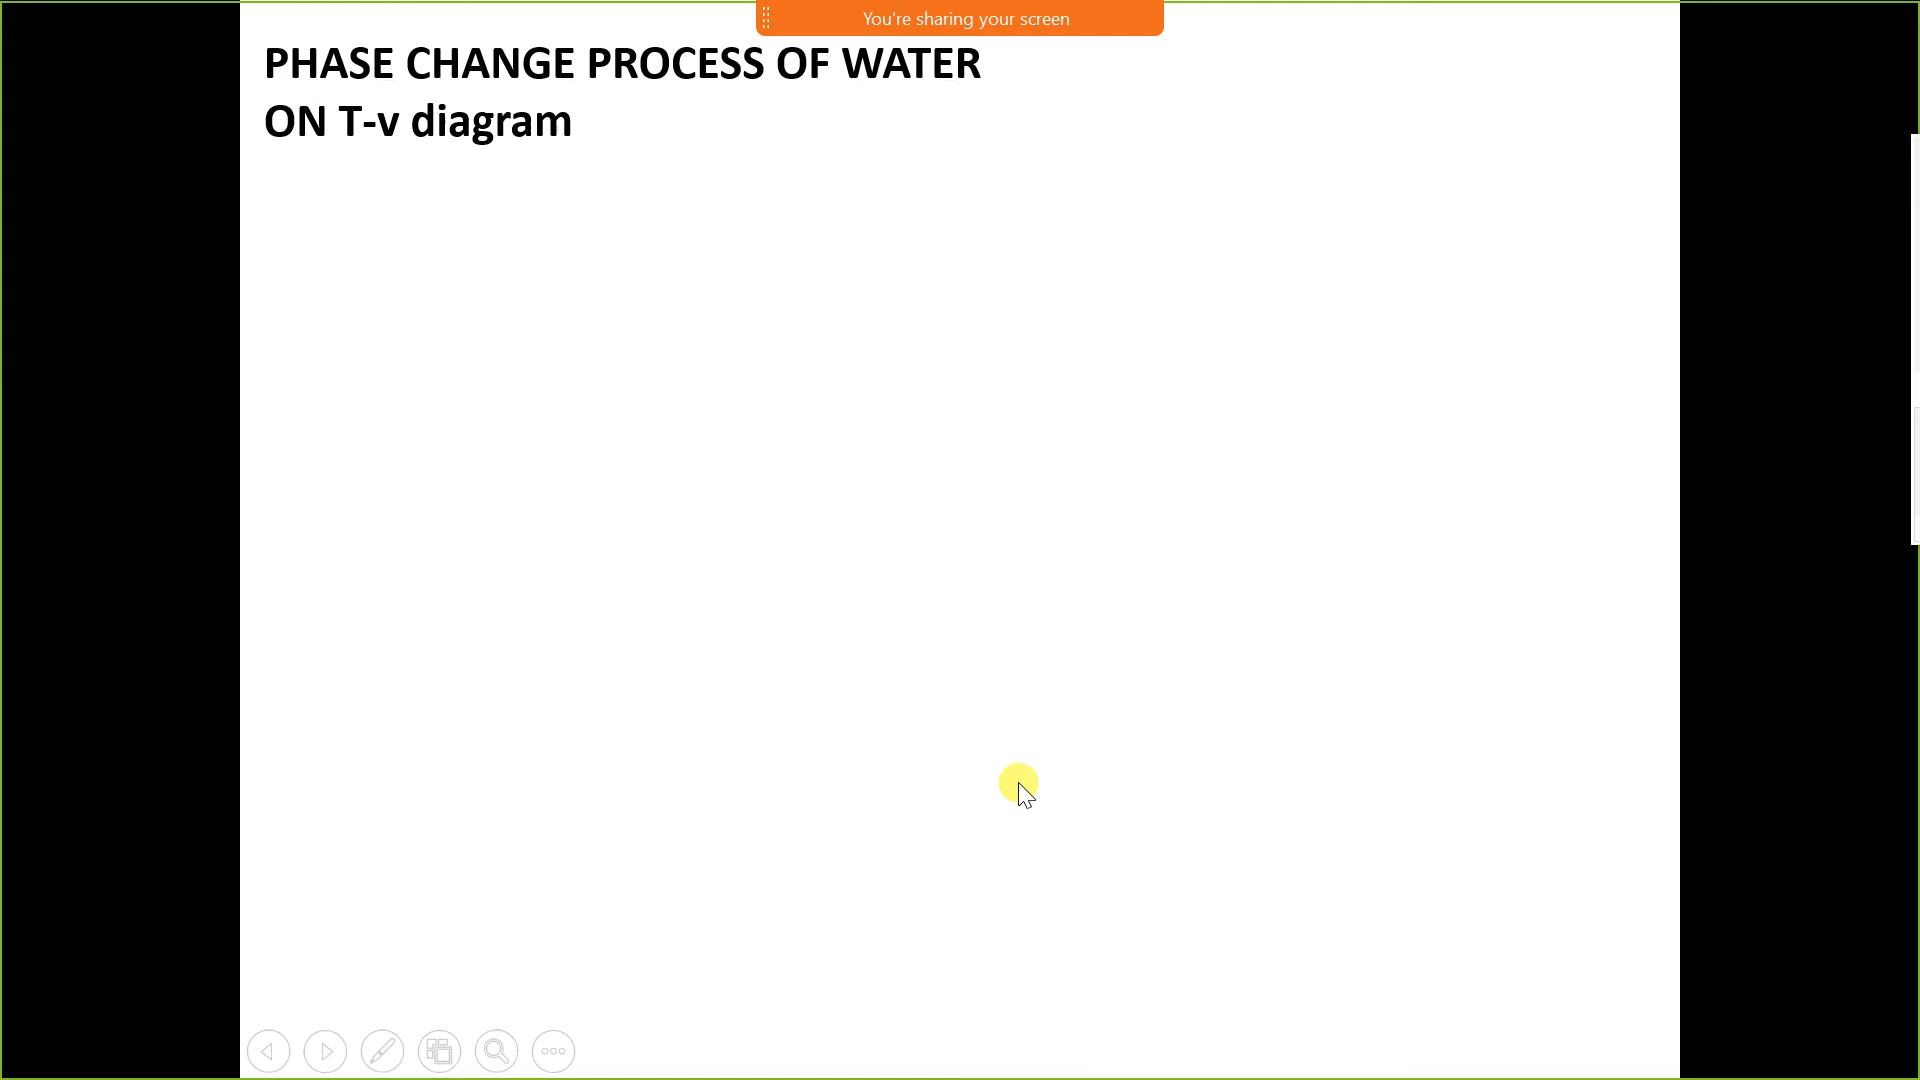 You're sharing your screen
PHASE CHANGE PROCESS OF WATER
ON T-v diagram